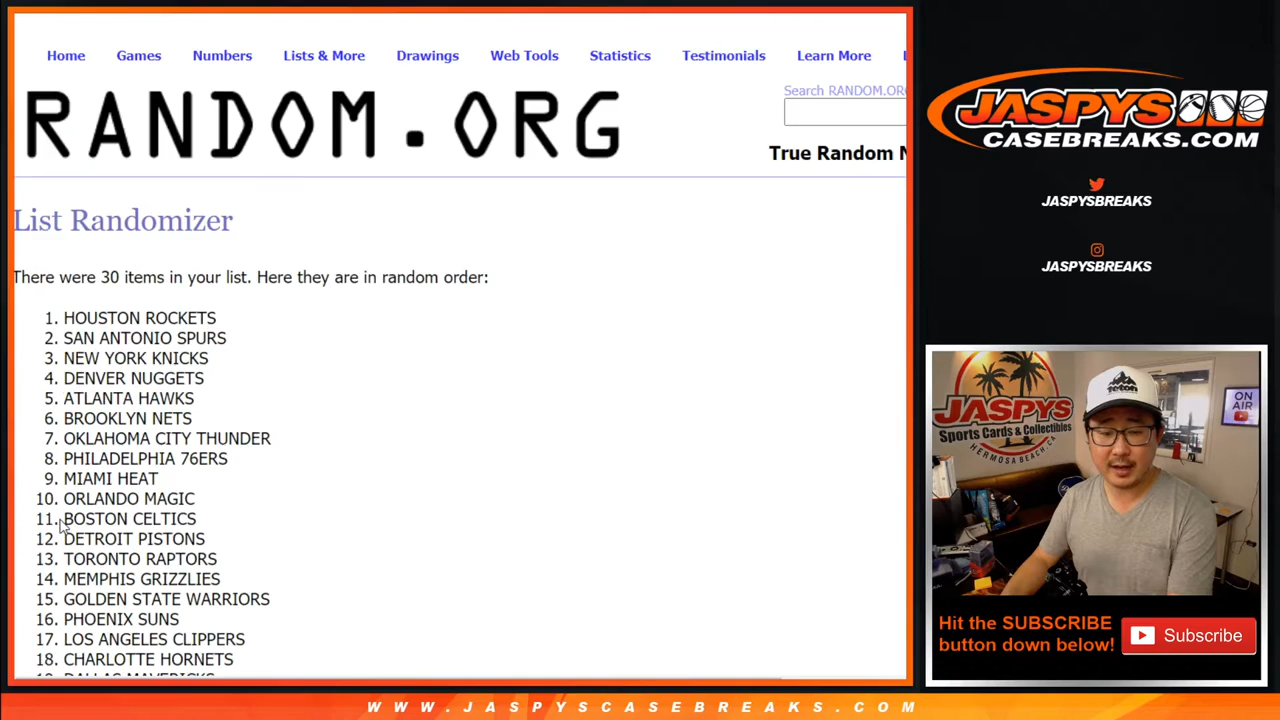 Home Games Numbers Lists & More Drawings Web Tools Statistics Testimonials Learn More
RANDOM.ORG
Search RANDOM.ORG
True Random
List Randomizer
There were 30 items in your list. Here they are in random order:
1. HOUSTON ROCKETS
2. SAN ANTONIO SPURS
3. NEW YORK KNICKS
4. DENVER NUGGETS
5. ATLANTA HAWKS
6. BROOKLYN NETS
7. OKLAHOMA CITY THUNDER
8. PHILADELPHIA 76ERS
9. MIAMI HEAT
10. ORLANDO MAGIC
11. BOSTON CELTICS
12. DETROIT PISTONS
13. TORONTO RAPTORS
14. MEMPHIS GRIZZLIES
15. GOLDEN STATE WARRIORS
16. PHOENIX SUNS
17. LOS ANGELES CLIPPERS
18. CHARLOTTE HORNETS
19. DALLAS MAVERICKS
JASPYS
CASEBREAKS.COM
JASPYSBREAKS
JASPYSBREAKS
JASPYS
Sports Cards & Collectibles
HERMOSA BEACH, CA
ON
AIR
Hit the SUBSCRIBE
button down below!
Subscribe
WWW.JASPYSCASEBREAKS.COM